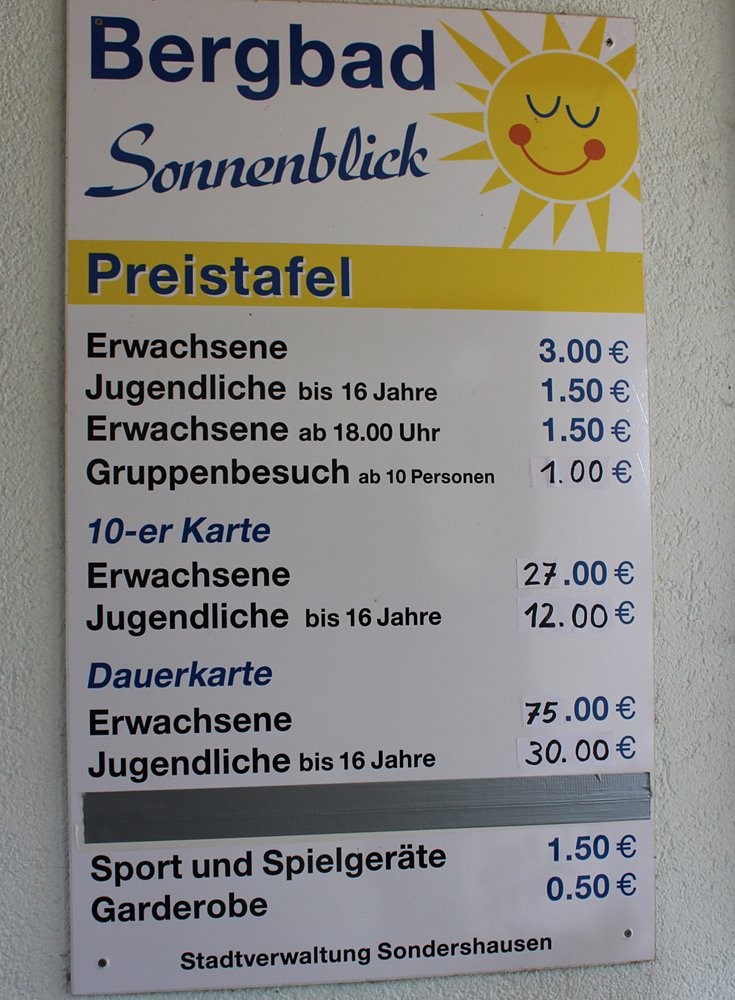 Bergbad
Sonnenblick
Preistafel
Erwachsene 3.00 €
Jugendliche bis 16 Jahre 1.50 €
Erwachsene ab 18.00 Uhr 1.50 €
Gruppenbesuch ab 10 Personen 1.00 €
10-er Karte
Erwachsene 27.00 €
Jugendliche bis 16 Jahre 12.00 €
Dauerkarte
Erwachsene 75.00 €
Jugendliche bis 16 Jahre 30.00 €
Sport und Spielgeräte 1.50 €
Garderobe 0.50 €
Stadtverwaltung Sondershausen